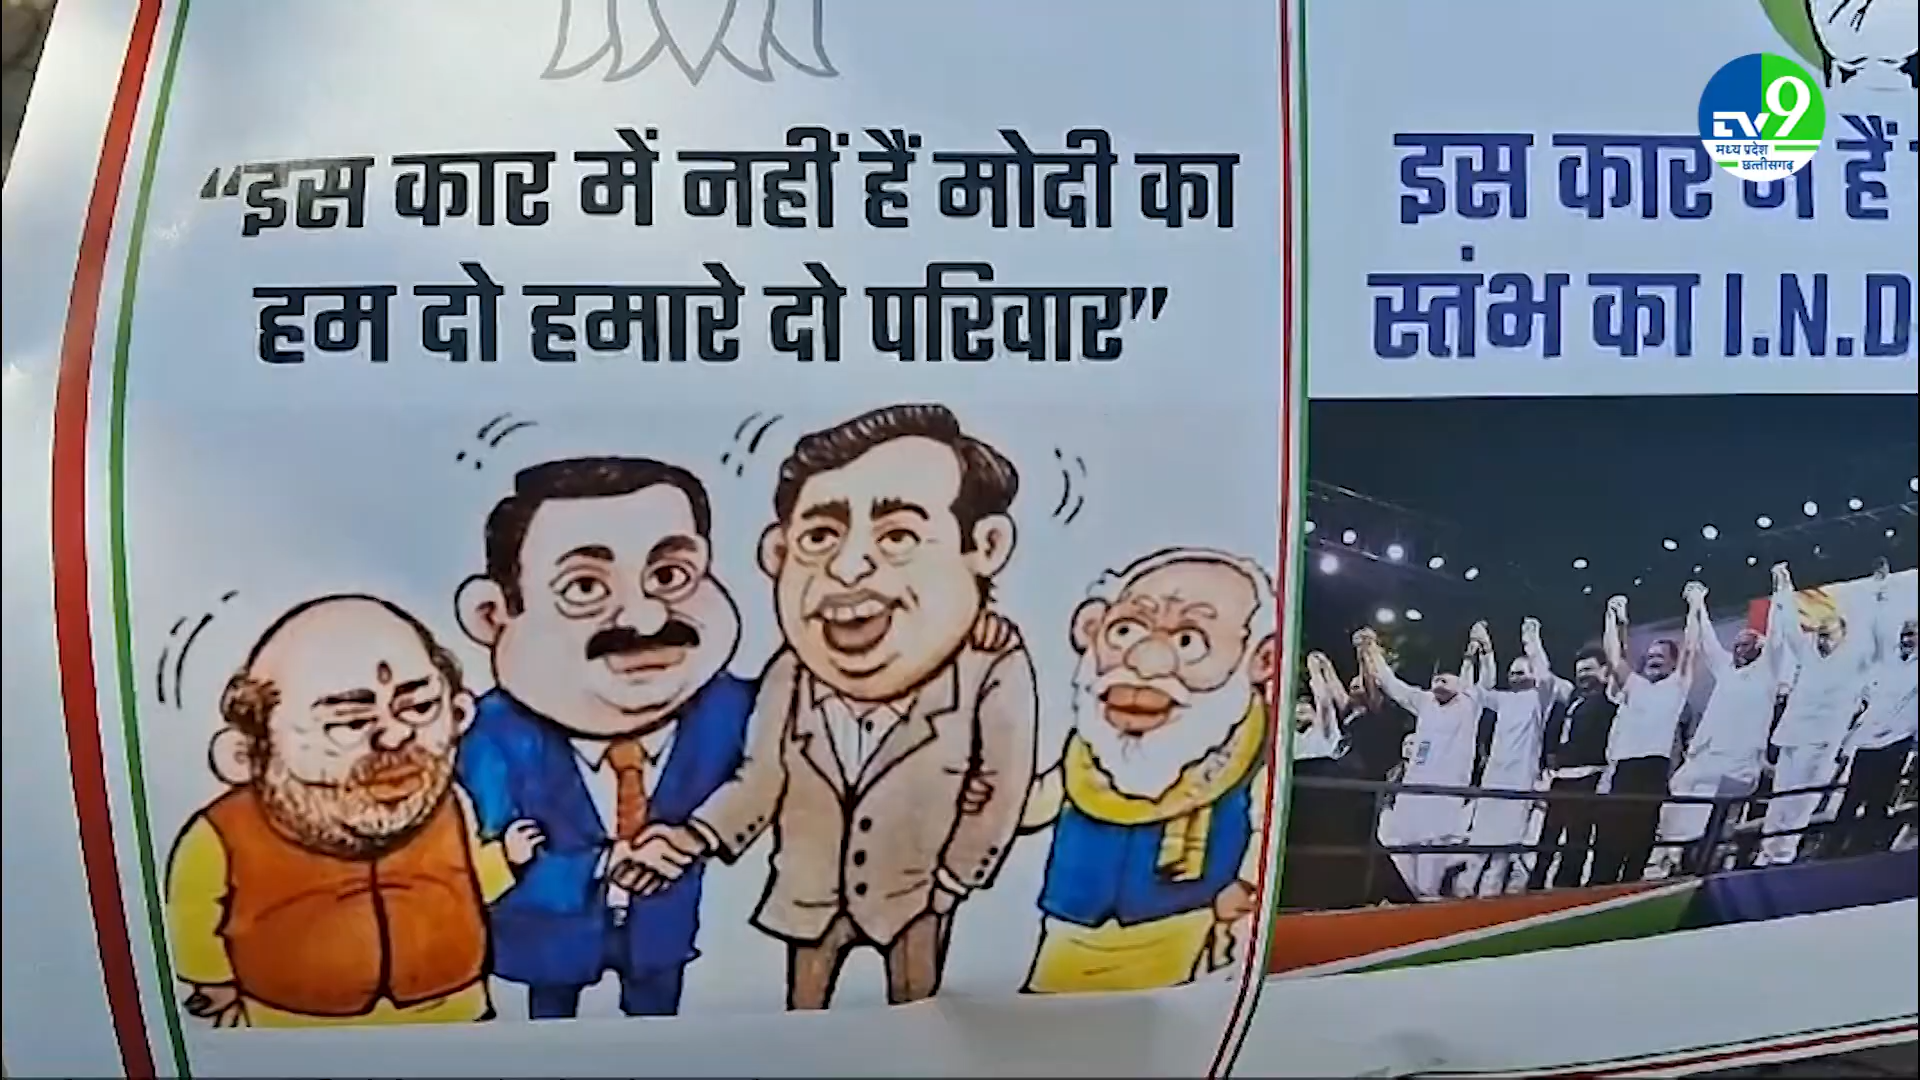 “इस कार में नहीं हैं मोदी का
हम दो हमारे दो परिवार”
इस कार में हैं
स्तंभ का I.N.D
TV9
मध्य प्रदेश
छत्तीसगढ़